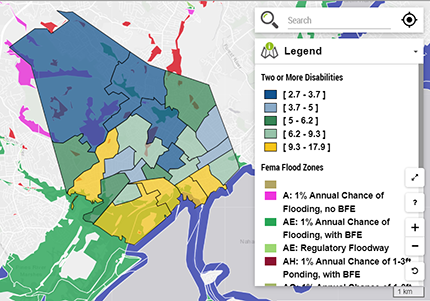 Search
Legend
Two or More Disabilities
[ 2.7 - 3.7 ]
[ 3.7 - 5 ]
[ 5 - 6.2 ]
[ 6.2 - 9.3 ]
[ 9.3 - 17.9 ]
Fema Flood Zones
A: 1% Annual Chance of
Flooding, no BFE
AE: 1% Annual Chance of
Flooding, with BFE
AE: Regulatory Floodway
AH: 1% Annual Chance of 1-3ft
Ponding, with BFE
1 km